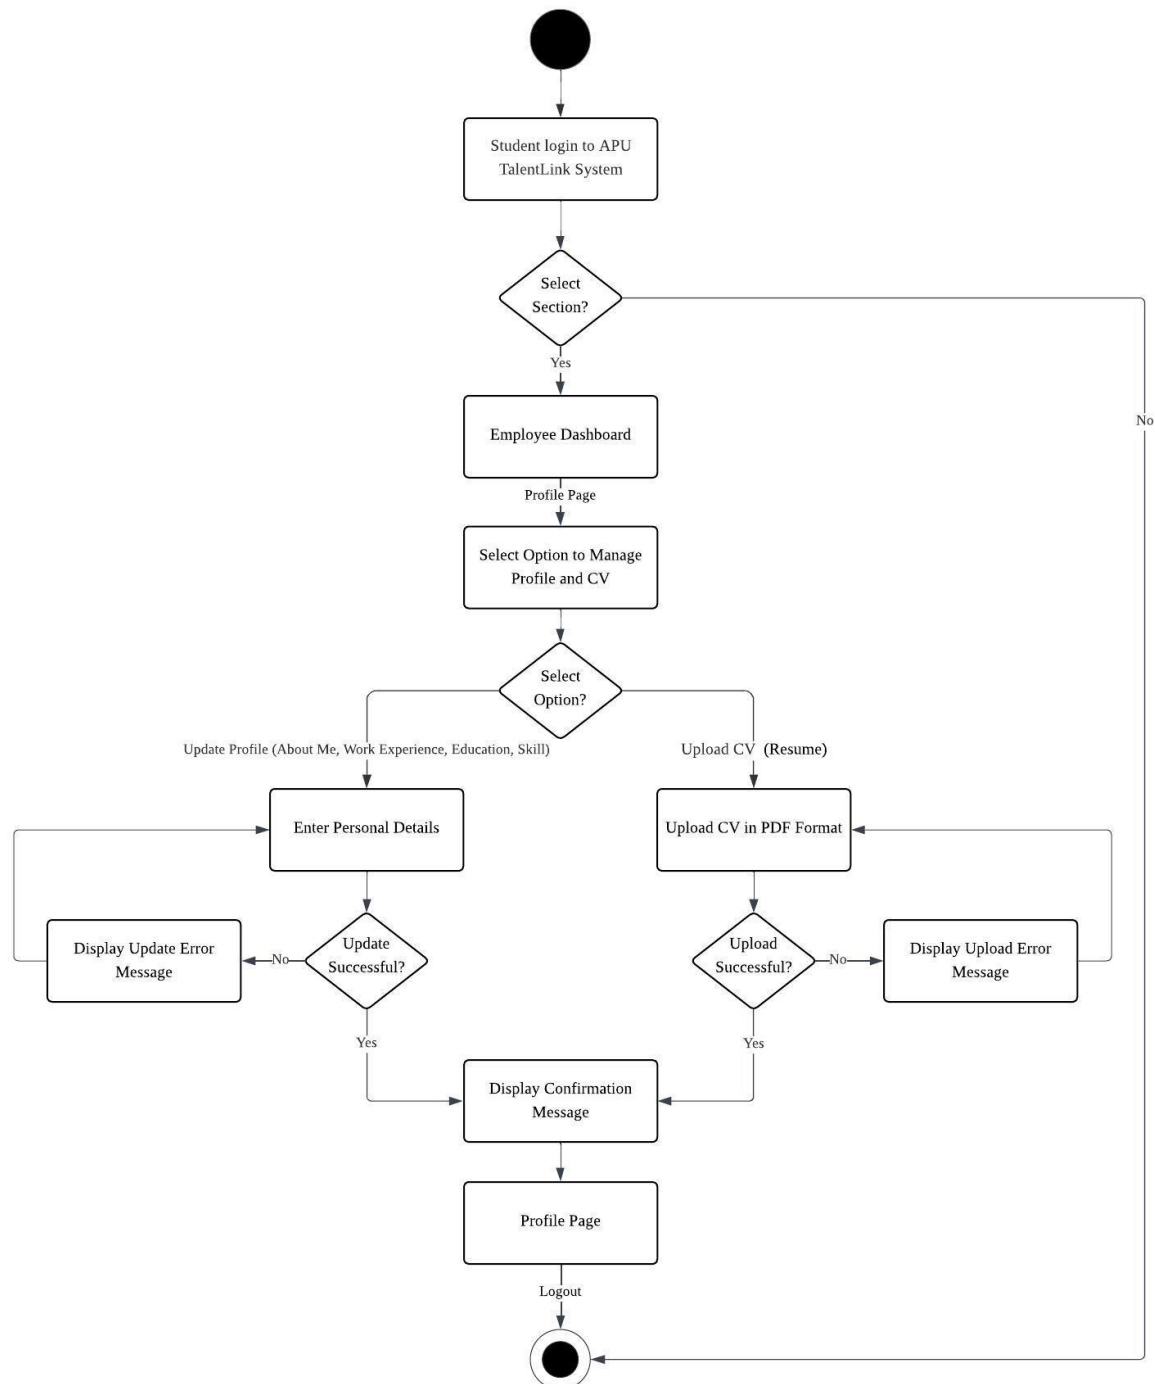 Student login to APU
TalentLink System
Select
Section?
Yes
No
Employee Dashboard
Profile Page
Select Option to Manage
Profile and CV
Select
Option?
Update Profile (About Me, Work Experience, Education, Skill)
Upload CV (Resume)
Enter Personal Details
Upload CV in PDF Format
Display Update Error
Message
No
Update
Successful?
Upload
Successful?
No
Display Upload Error
Message
Yes
Yes
Display Confirmation
Message
Profile Page
Logout